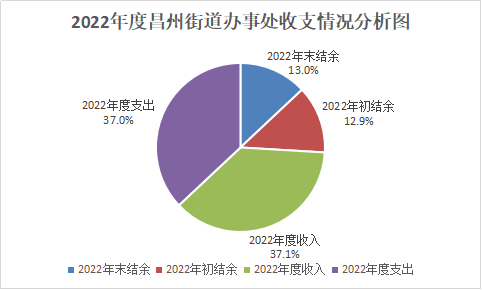 2022年度昌州街道办事处收支情况分析图
2022年末结余
13.0%
2022年初结余
12.9%
2022年度支出
37.0%
2022年度收入
37.1%
2022年末结余 2022年初结余 2022年度收入 2022年度支出